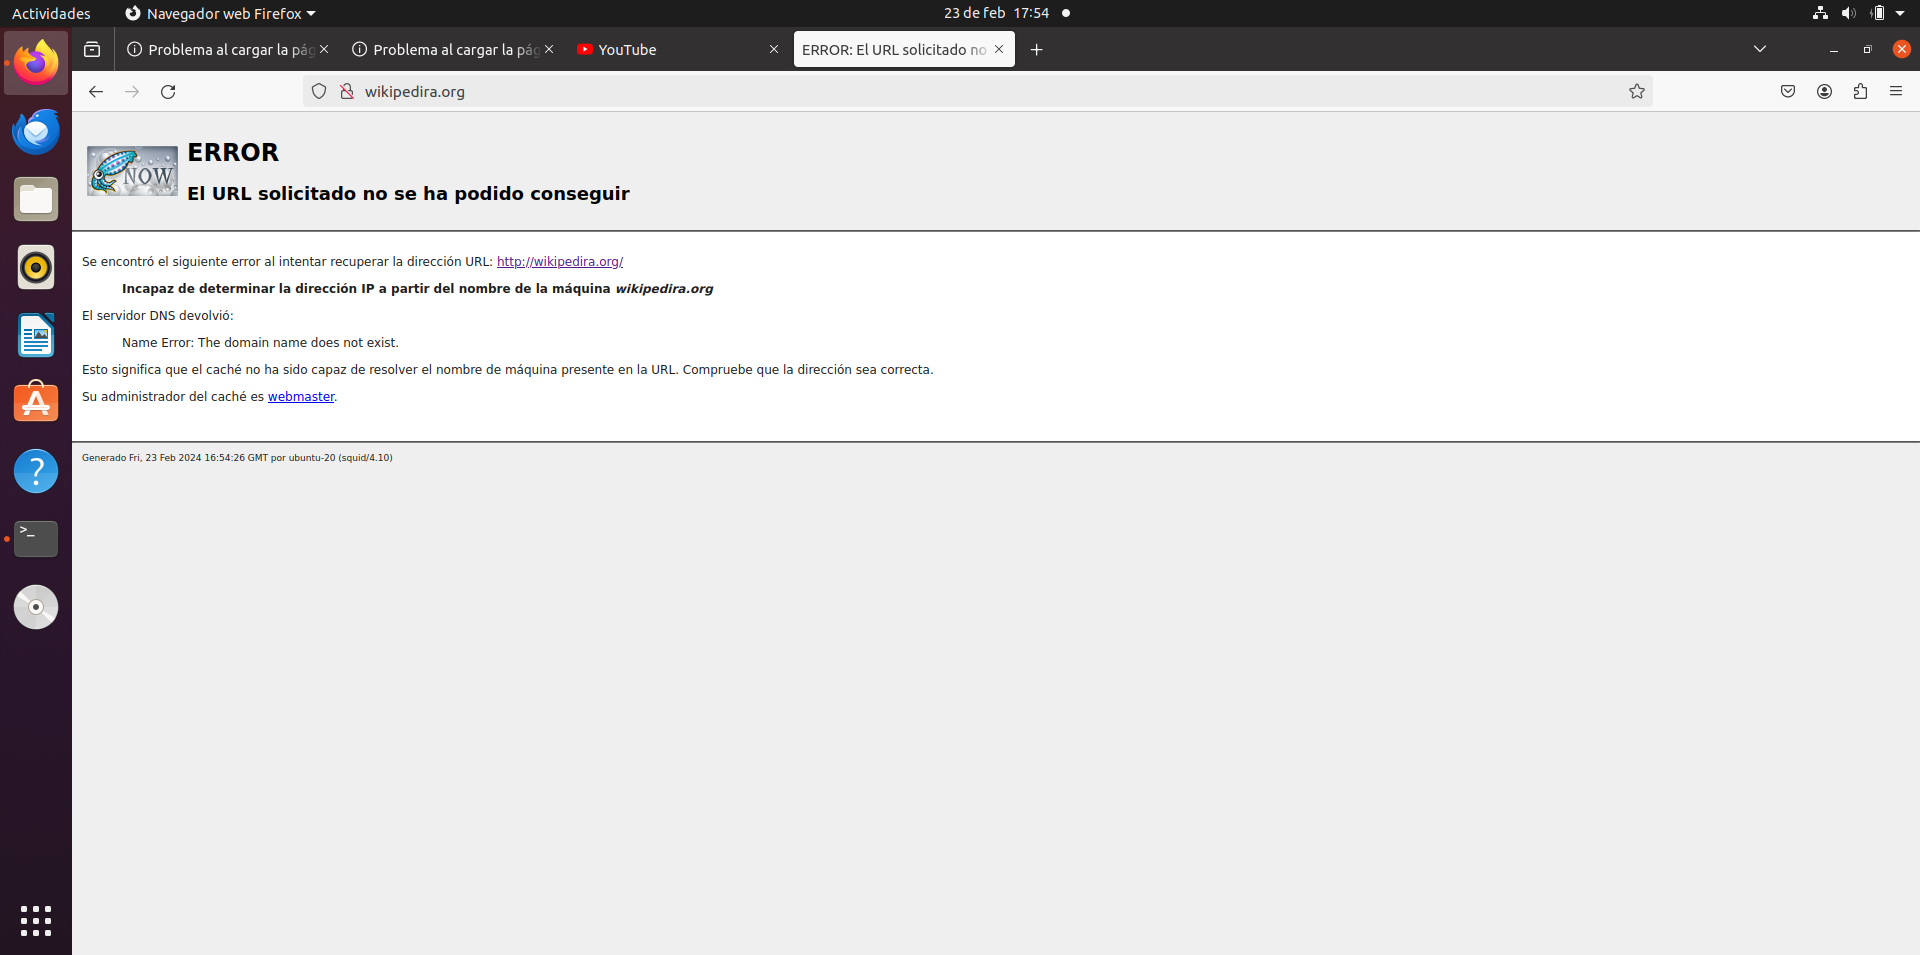 Actividades
Navegador web Firefox
23 de feb 17:54
Problema al cargar la pág
Problema al cargar la pág
YouTube
ERROR: El URL solicitado no
wikipedira.org
NOW
ERROR
El URL solicitado no se ha podido conseguir
Se encontró el siguiente error al intentar recuperar la dirección URL: http://wikipedira.org/
Incapaz de determinar la dirección IP a partir del nombre de la máquina wikipedira.org
El servidor DNS devolvió:
Name Error: The domain name does not exist.
Esto significa que el caché no ha sido capaz de resolver el nombre de máquina presente en la URL. Compruebe que la dirección sea correcta.
Su administrador del caché es webmaster.
Generado Fri, 23 Feb 2024 16:54:26 GMT por ubuntu-20 (squid/4.10)